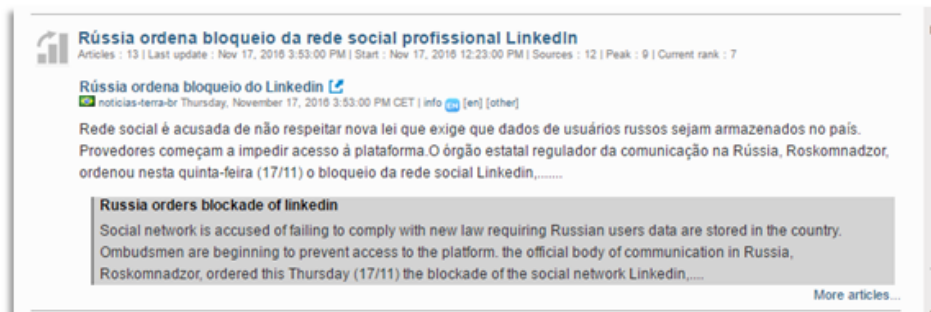 Rússia ordena bloqueio da rede social profissional LinkedIn
Articles : 13 | Last update : Nov 17, 2016 3:53:00 PM | Start : Nov 17, 2016 12:23:00 PM | Sources : 12 | Peak : 9 | Current rank : 7
Rússia ordena bloqueio do Linkedin
noticias-terra-br Thursday, November 17, 2016 3:53:00 PM CET | info EN [en] [other]
Rede social é acusada de não respeitar nova lei que exige que dados de usuários russos sejam armazenados no país.
Provedores começam a impedir acesso à plataforma.O órgão estatal regulador da comunicação na Rússia, Roskomnadzor,
ordenou nesta quinta-feira (17/11) o bloqueio da rede social Linkedin,.......
Russia orders blockade of linkedin
Social network is accused of failing to comply with new law requiring Russian users data are stored in the country.
Ombudsmen are beginning to prevent access to the platform. the official body of communication in Russia,
Roskomnadzor, ordered this Thursday (17/11) the blockade of the social network Linkedin,....
More articles...